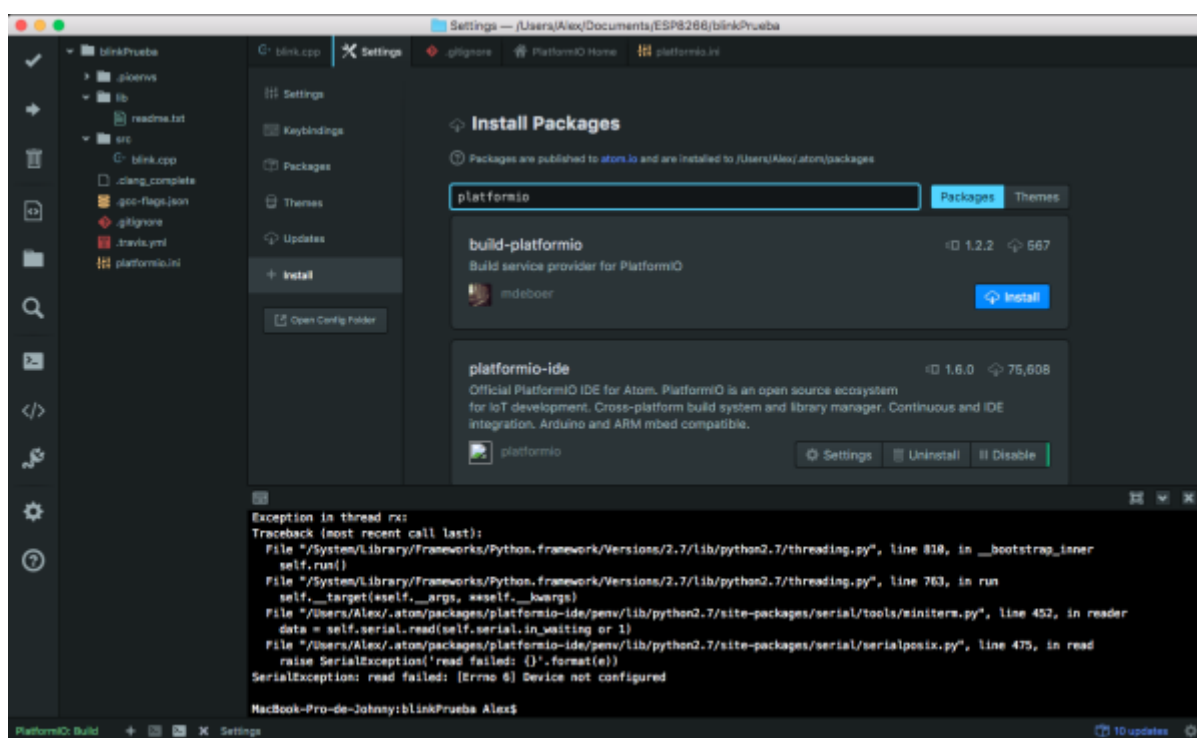 Settings — /Users/Alex/Documents/ESP8266/blinkPrueba
blinkPrueba
.pioenvs
lib
readme.txt
src
blink.cpp
.clang_complete
.gcc-flags.json
.gitignore
.travis.yml
platformio.ini
blink.cpp
Settings
.gitignore
PlatformIO Home
platformio.ini
Settings
Keybindings
Packages
Themes
Updates
Install
Open Config Folder
Install Packages
Packages are published to atom.io and are installed to /Users/Alex/.atom/packages
platformio
Packages Themes
build-platformio 1.2.2 567
Build service provider for PlatformIO
mdeboer
Install
platformio-ide 1.6.0 75,608
Official PlatformIO IDE for Atom. PlatformIO is an open source ecosystem
for IoT development. Cross-platform build system and library manager. Continuous and IDE
integration. Arduino and ARM mbed compatible.
platformio
Settings Uninstall Disable
Exception in thread rx:
Traceback (most recent call last):
File "/System/Library/Frameworks/Python.framework/Versions/2.7/lib/python2.7/threading.py", line 810, in __bootstrap_inner
self.run()
File "/System/Library/Frameworks/Python.framework/Versions/2.7/lib/python2.7/threading.py", line 763, in run
self.__target(*self.__args, **self.__kwargs)
File "/Users/Alex/.atom/packages/platformio-ide/penv/lib/python2.7/site-packages/serial/tools/miniterm.py", line 452, in reader
data = self.serial.read(self.serial.in_waiting or 1)
File "/Users/Alex/.atom/packages/platformio-ide/penv/lib/python2.7/site-packages/serial/serialposix.py", line 475, in read
raise SerialException('read failed: {}'.format(e))
SerialException: read failed: [Errno 6] Device not configured
MacBook-Pro-de-Johnny:blinkPrueba Alex$
PlatformIO: Build + Settings
10 updates